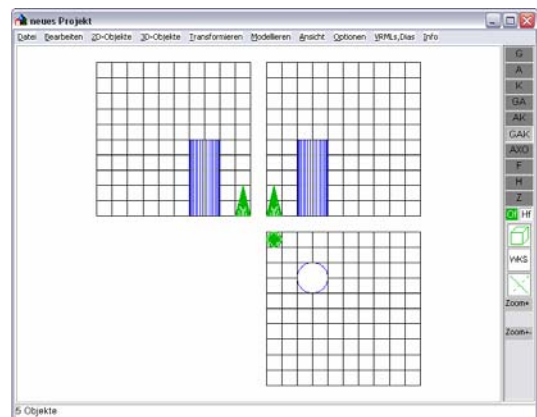 neues Projekt
Datei Bearbeiten 2D-Objekte 3D-Objekte Transformieren Modellieren Ansicht Optionen VRMLs,Dias Info
G
A
K
GA
AK
GAK
AXO
F
H
Z
Of Hf
WKS
Zoom+
Zoom+-
5 Objekte